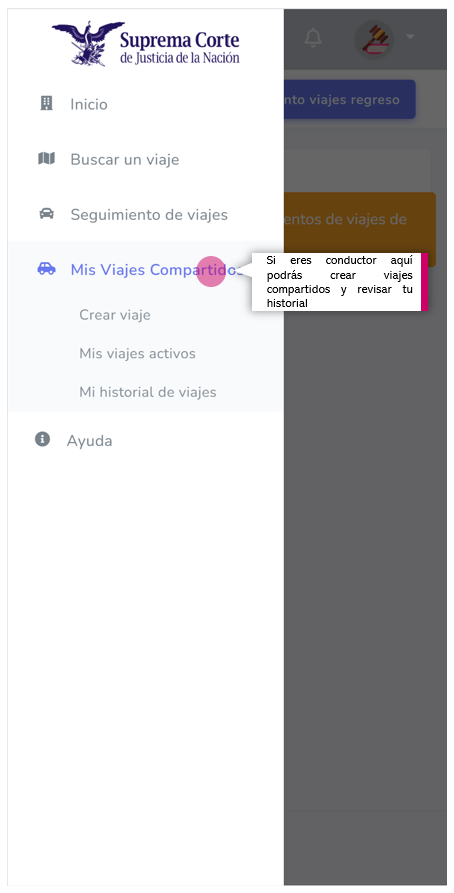 Suprema Corte
de Justicia de la Nación
nto viajes regreso
Inicio
Buscar un viaje
Seguimiento de viajes
entos de viajes de
Mis Viajes Compartidos
Si eres conductor aquí
podrás crear viajes
compartidos y revisar tu
historial
Crear viaje
Mis viajes activos
Mi historial de viajes
Ayuda